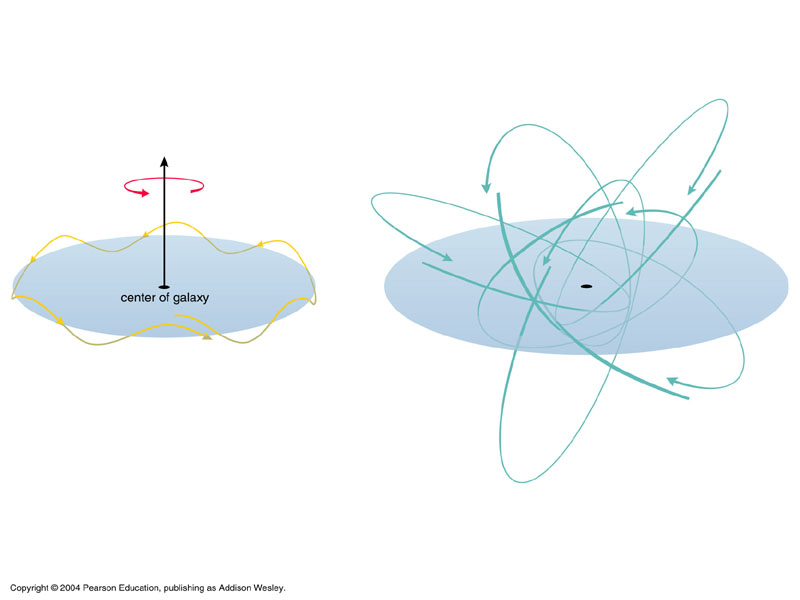 center of galaxy
Copyright © 2004 Pearson Education, publishing as Addison Wesley.